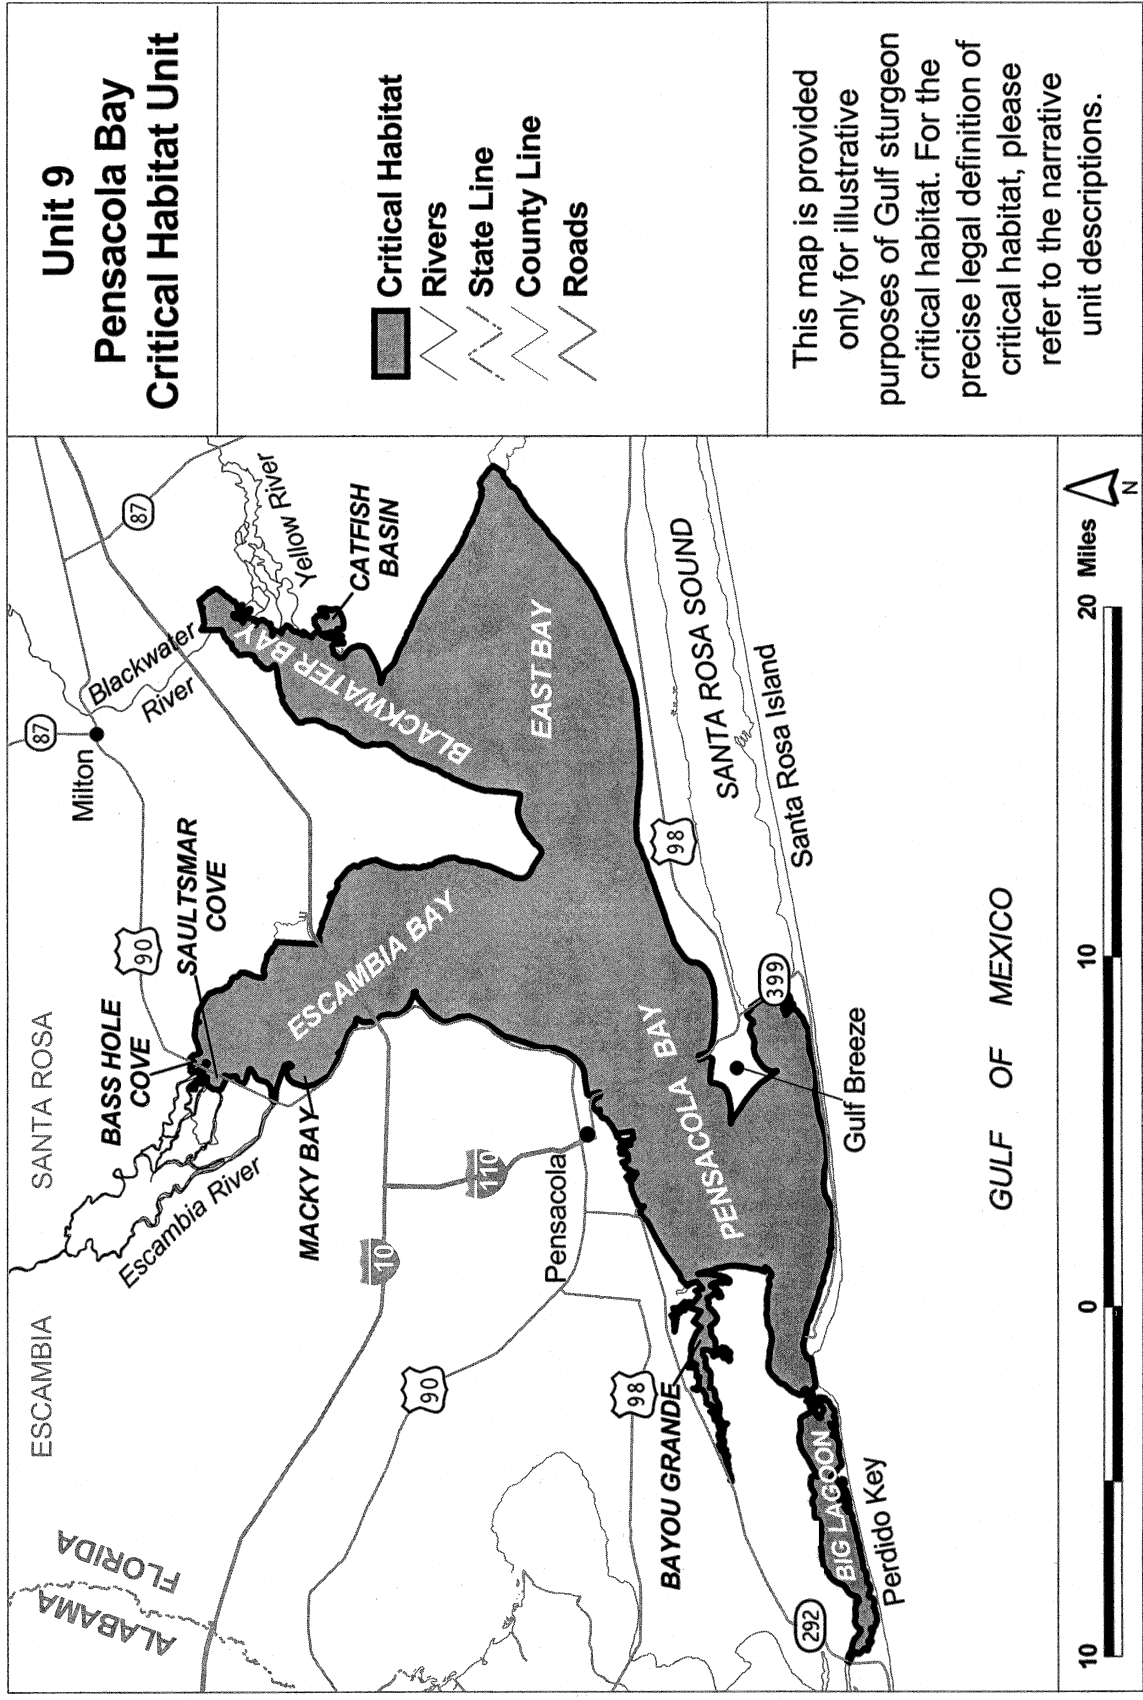 Unit 9
Pensacola Bay
Critical Habitat Unit
Critical Habitat
Rivers
State Line
County Line
Roads
This map is provided
only for illustrative
purposes of Gulf sturgeon
critical habitat. For the
precise legal definition of
critical habitat, please
refer to the narrative
unit descriptions.
ALABAMA
FLORIDA
ESCAMBIA
SANTA ROSA
Escambia River
BASS HOLE
COVE
SAULTSMAR
COVE
90
Milton
87
Blackwater
River
87
Yellow River
CATFISH
BASIN
MACKY BAY
ESCAMBIA BAY
BLACKWATER BAY
EAST BAY
10
110
90
Pensacola
98
BAYOU GRANDE
PENSACOLA BAY
98
SANTA ROSA SOUND
Santa Rosa Island
399
Gulf Breeze
292
BIG LAGOON
Perdido Key
GULF OF MEXICO
10
0
10
20 Miles
N